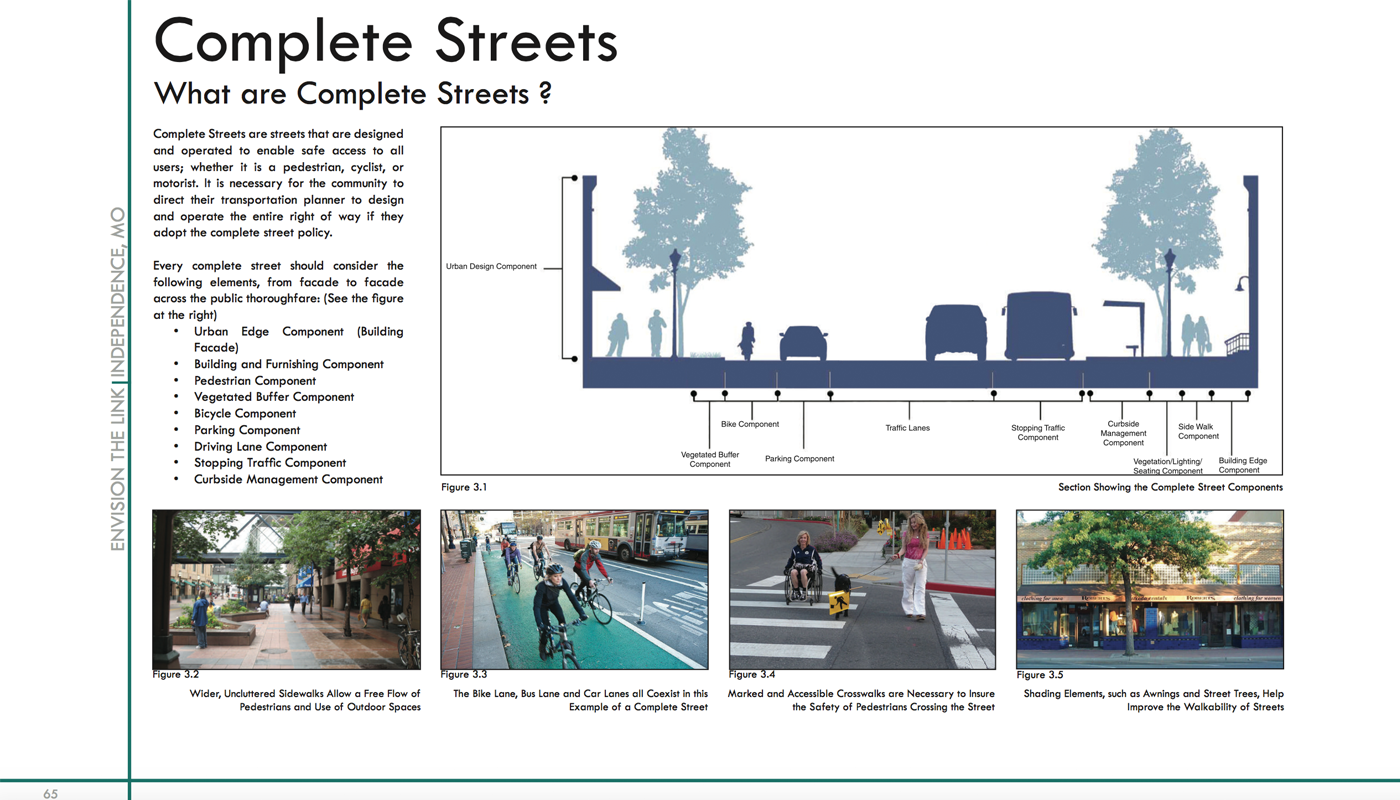 Complete Streets
What are Complete Streets ?
Complete Streets are streets that are designed
and operated to enable safe access to all
users; whether it is a pedestrian, cyclist, or
motorist. It is necessary for the community to
direct their transportation planner to design
and operate the entire right of way if they
adopt the complete street policy.
Every complete street should consider the
following elements, from facade to facade
across the public thoroughfare: (See the figure
at the right)
• Urban Edge Component (Building
Facade)
• Building and Furnishing Component
• Pedestrian Component
• Vegetated Buffer Component
• Bicycle Component
• Parking Component
• Driving Lane Component
• Stopping Traffic Component
• Curbside Management Component
Urban Design Component
Vegetated Buffer
Component
Bike Component
Parking Component
Traffic Lanes
Stopping Traffic
Component
Curbside
Management
Component
Vegetation/Lighting/
Seating Component
Side Walk
Component
Building Edge
Component
Figure 3.1
Section Showing the Complete Street Components
Figure 3.2
Wider, Uncluttered Sidewalks Allow a Free Flow of
Pedestrians and Use of Outdoor Spaces
Figure 3.3
The Bike Lane, Bus Lane and Car Lanes all Coexist in this
Example of a Complete Street
Figure 3.4
Marked and Accessible Crosswalks are Necessary to Insure
the Safety of Pedestrians Crossing the Street
clothing for men
clothing for women
Figure 3.5
Shading Elements, such as Awnings and Street Trees, Help
Improve the Walkability of Streets
ENVISION THE LINK|INDEPENDENCE, MO
65